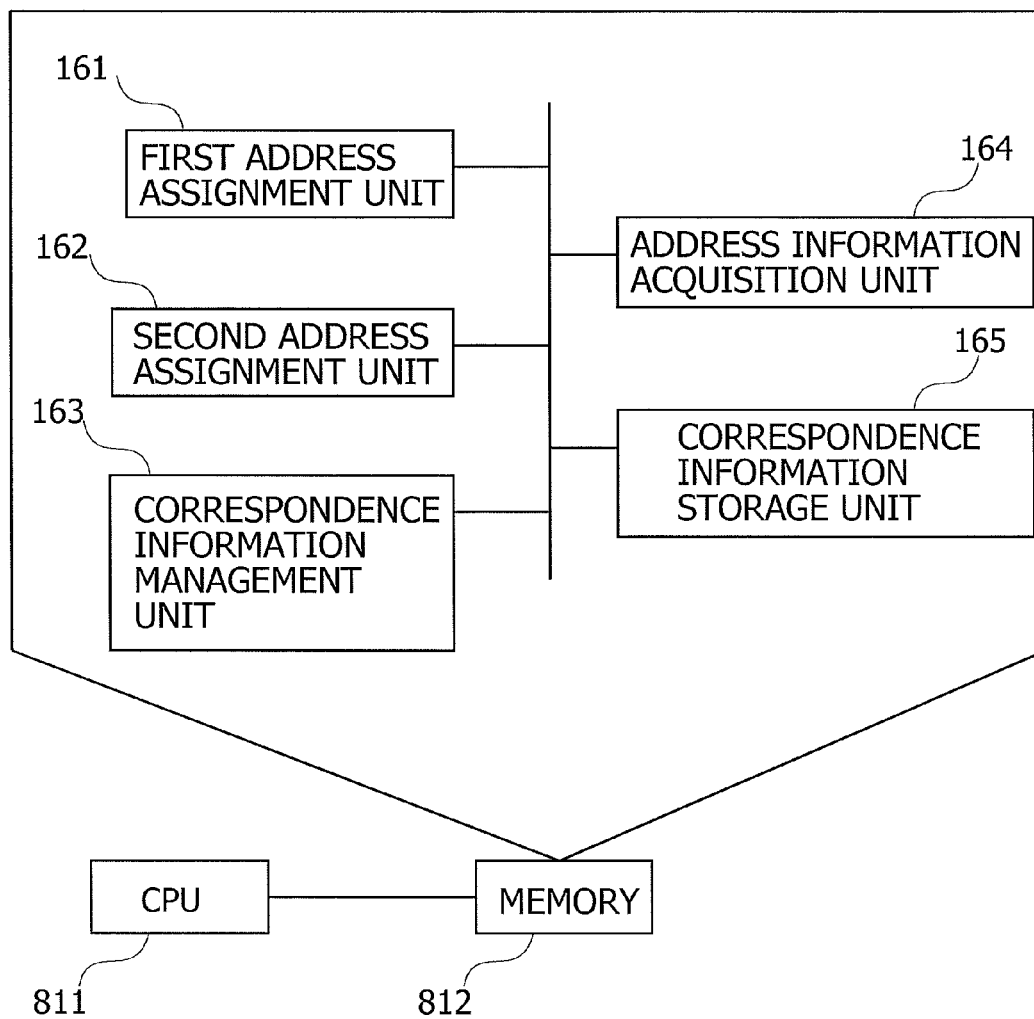 161
FIRST ADDRESS
ASSIGNMENT UNIT
164
ADDRESS INFORMATION
ACQUISITION UNIT
162
SECOND ADDRESS
ASSIGNMENT UNIT
165
CORRESPONDENCE
INFORMATION
STORAGE UNIT
163
CORRESPONDENCE
INFORMATION
MANAGEMENT
UNIT
CPU
MEMORY
811
812